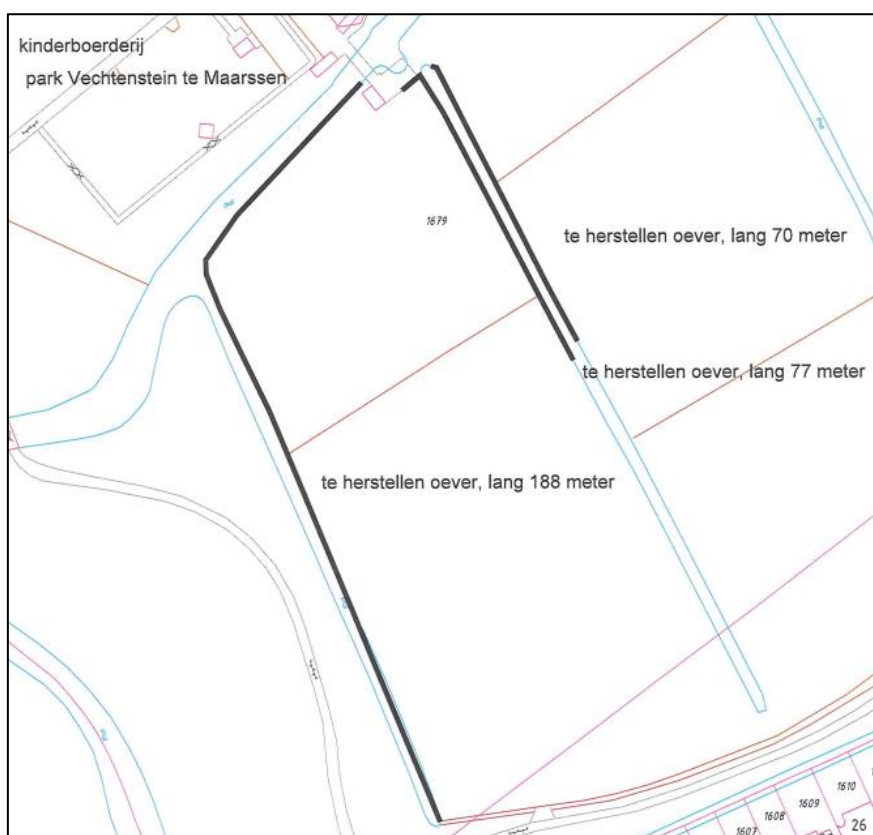 kinderboerderij
park Vechtenstein te Maarssen
1679
te herstellen oever, lang 70 meter
te herstellen oever, lang 77 meter
te herstellen oever, lang 188 meter
1610
1609
1608
1607
26